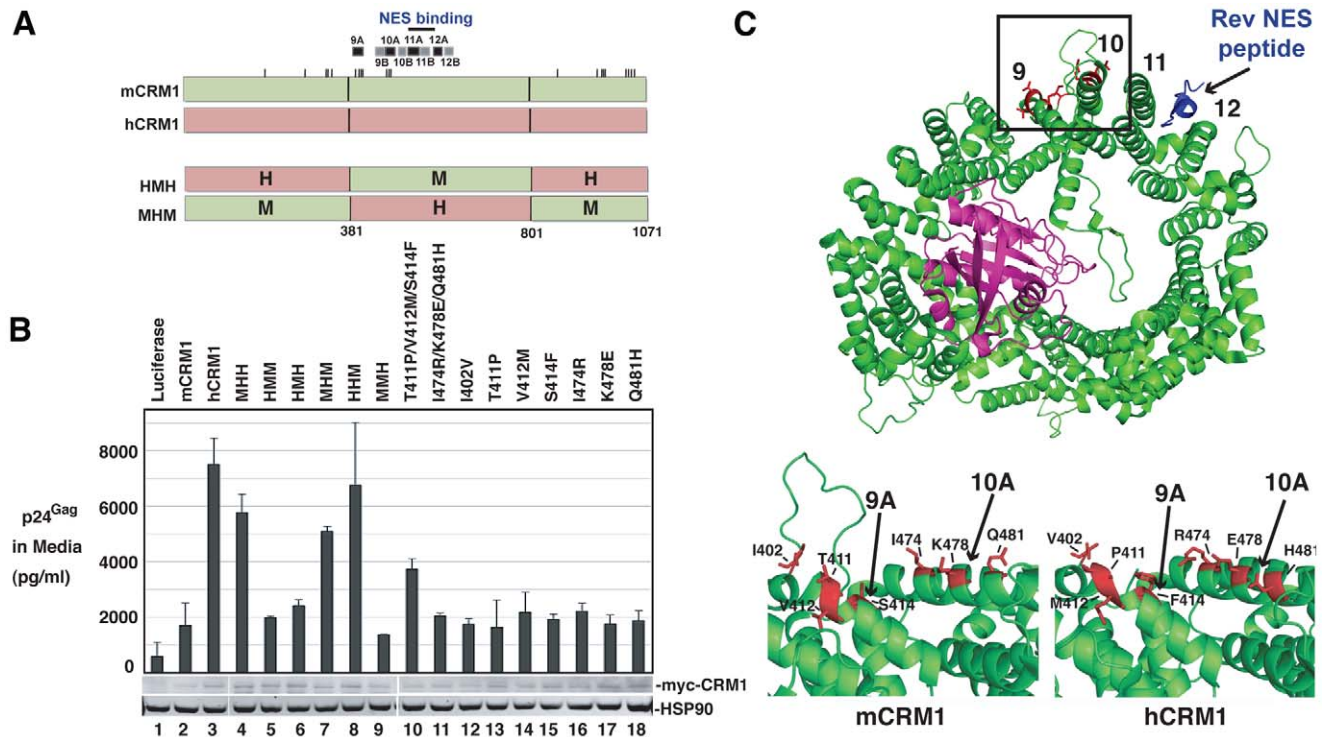 A
NES binding
9A 10A 11A 12A
9B 10B 11B 12B
mCRM1
hCRM1
HMH H M H
MHM M H M
381 801 1071
B
Luciferase
mCRM1
hCRM1
MHH
HMM
HMH
MHM
HHM
MMH
T411P/V412M/S414F
I474R/K478E/Q481H
I402V
T411P
V412M
S414F
I474R
K478E
Q481H
p24Gag
in Media
(pg/ml)
8000
6000
4000
2000
0
-myc-CRM1
-HSP90
1 2 3 4 5 6 7 8 9 10 11 12 13 14 15 16 17 18
C
Rev NES
peptide
9
10
11
12
9A
10A
I402
T411
V412
S414
I474
K478
Q481
mCRM1
9A
10A
V402
P411
M412
F414
R474
E478
H481
hCRM1